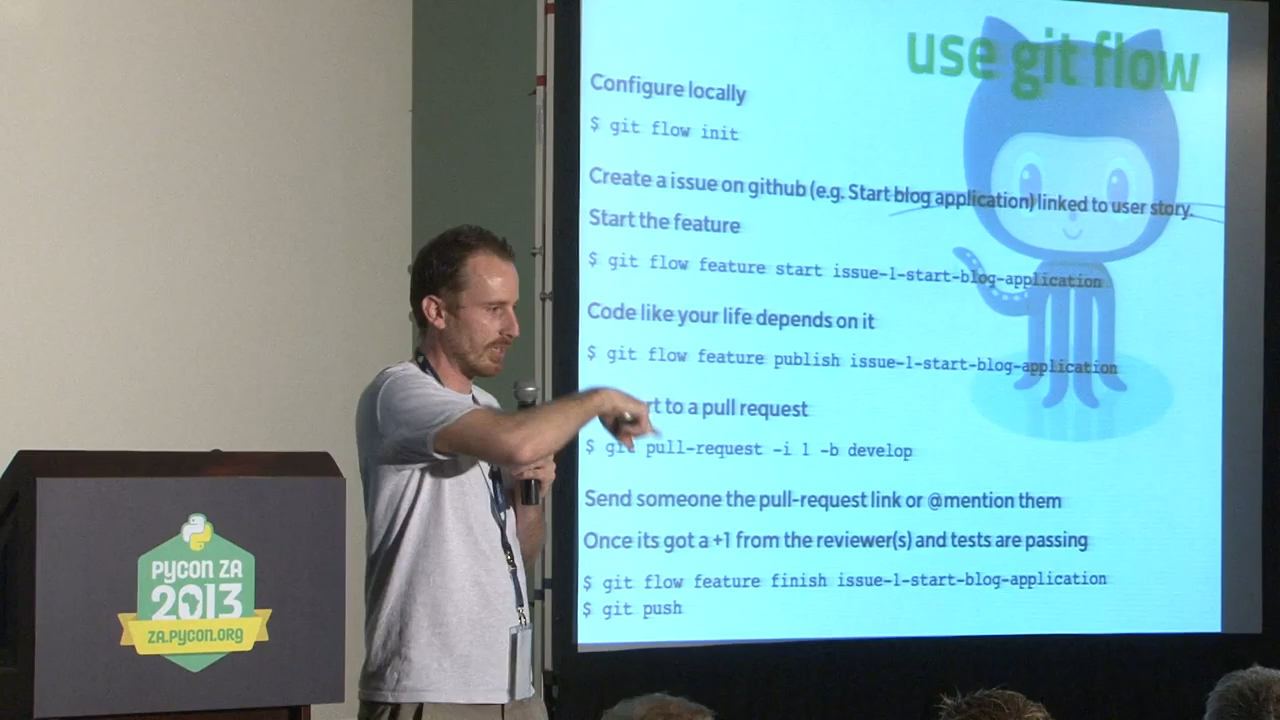 use git flow
Configure locally
$ git flow init
Create a issue on github (e.g. Start blog application) linked to user story.
Start the feature
$ git flow feature start issue-1-start-blog-application
Code like your life depends on it
$ git flow feature publish issue-1-start-blog-application
to a pull request
$ git pull-request -i 1 -b develop
Send someone the pull-request link or @mention them
Once its got a +1 from the reviewer(s) and tests are passing
$ git flow feature finish issue-1-start-blog-application
$ git push
PYCON ZA
2013
ZA.PYCON.ORG